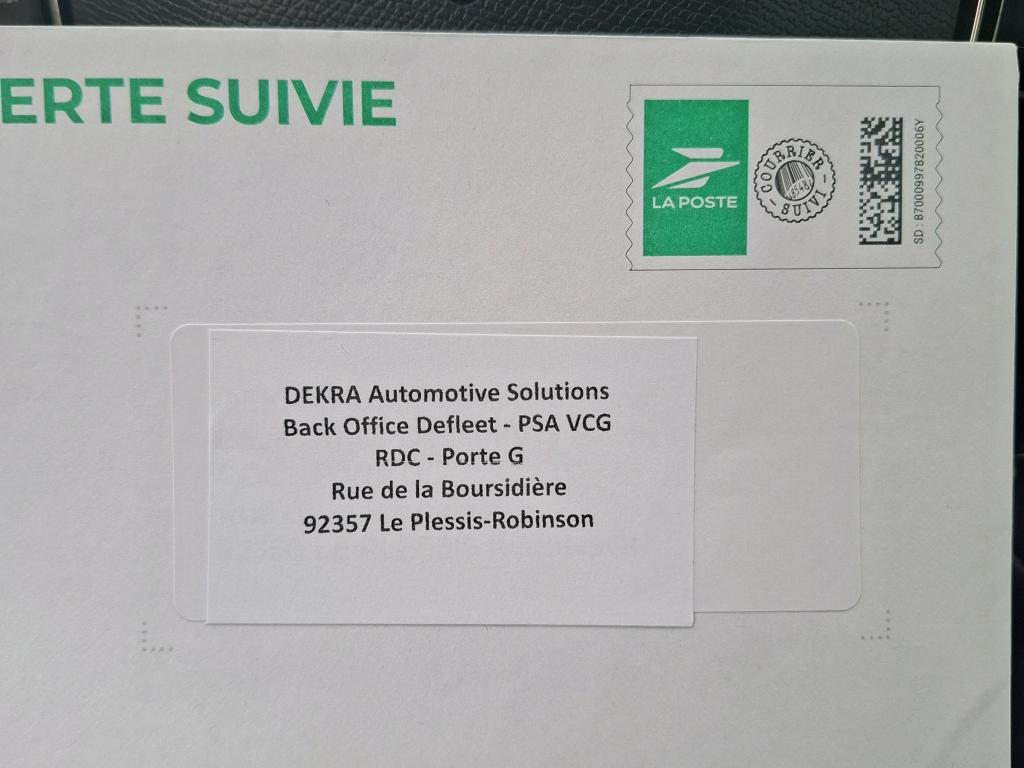 ERTE SUIVIE
LA POSTE
COURRIER
SUIVI
SD : 87000997820006Y
DEKRA Automotive Solutions
Back Office Defleet - PSA VCG
RDC - Porte G
Rue de la Boursidière
92357 Le Plessis-Robinson